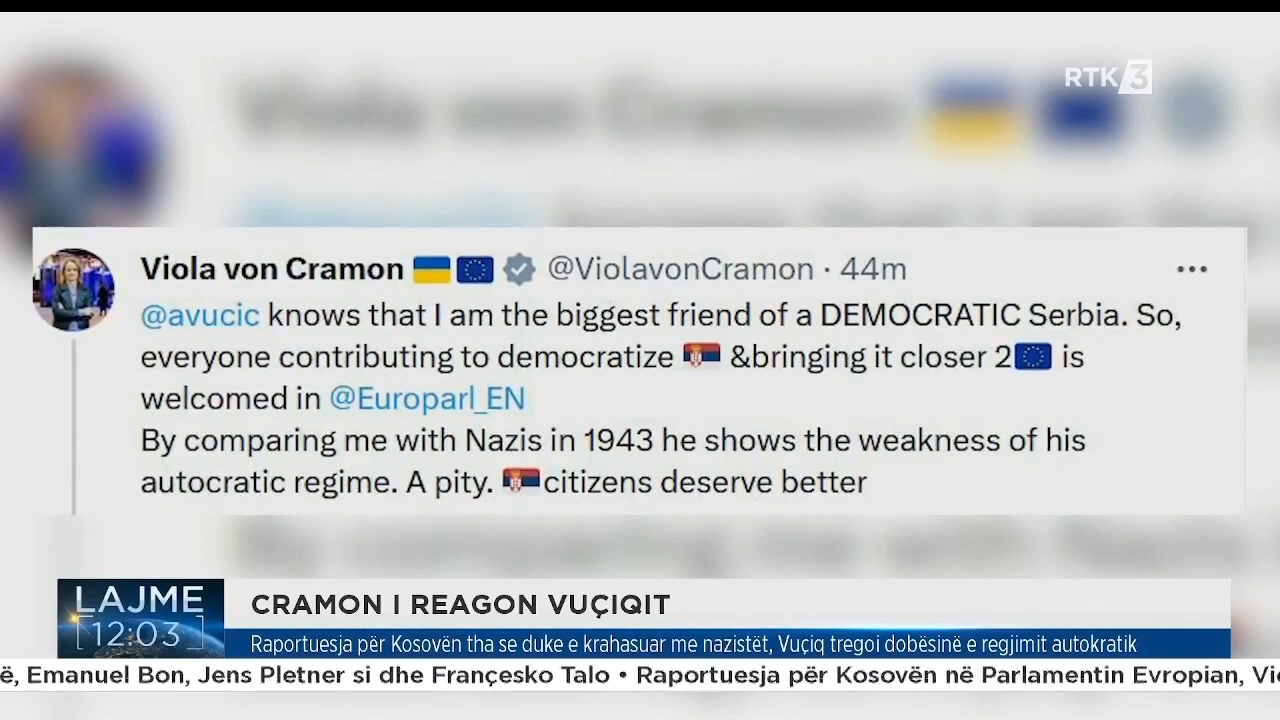 RTK 3
Viola von Cramon 🇺🇦 🇪🇺 @ViolavonCramon · 44m
@avucic knows that I am the biggest friend of a DEMOCRATIC Serbia. So,
everyone contributing to democratize 🇷🇸 &bringing it closer 2🇪🇺 is
welcomed in @Europarl_EN
By comparing me with Nazis in 1943 he shows the weakness of his
autocratic regime. A pity. 🇷🇸citizens deserve better
LAJME
12:03
CRAMON I REAGON VUÇIQIT
Raportuesja për Kosovën tha se duke e krahasuar me nazistët, Vuçiq tregoi dobësinë e regjimit autokratik
ë, Emanuel Bon, Jens Pletner si dhe Françesko Talo • Raportuesja për Kosovën në Parlamentin Evropian, Vi